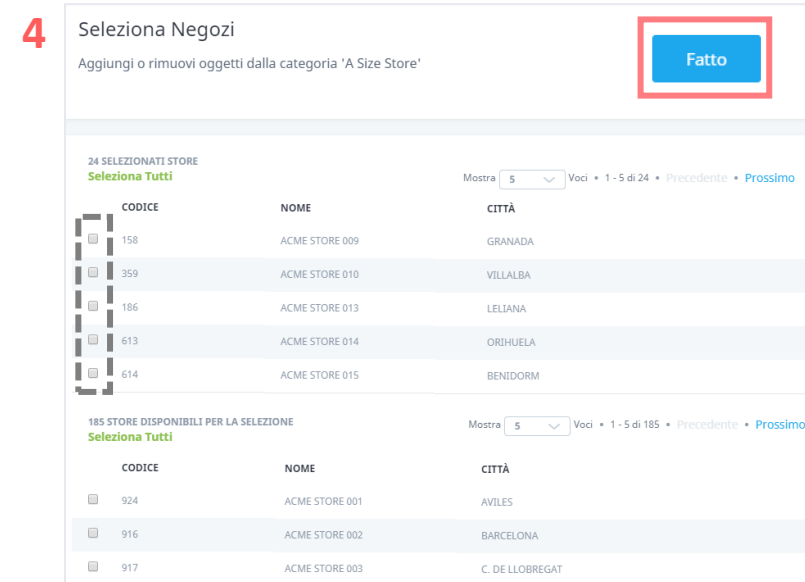 4
Seleziona Negozi
Aggiungi o rimuovi oggetti dalla categoria 'A Size Store'
Fatto
24 SELEZIONATI STORE
Seleziona Tutti
Mostra 5 Voci • 1 - 5 di 24 • Precedente • Prossimo
CODICE NOME CITTÀ
158 ACME STORE 009 GRANADA
359 ACME STORE 010 VILLALBA
186 ACME STORE 013 LELIANA
613 ACME STORE 014 ORIHUELA
614 ACME STORE 015 BENIDORM
185 STORE DISPONIBILI PER LA SELEZIONE
Seleziona Tutti
Mostra 5 Voci • 1 - 5 di 185 • Precedente • Prossimo
CODICE NOME CITTÀ
924 ACME STORE 001 AVILES
916 ACME STORE 002 BARCELONA
917 ACME STORE 003 C. DE LLOBREGAT